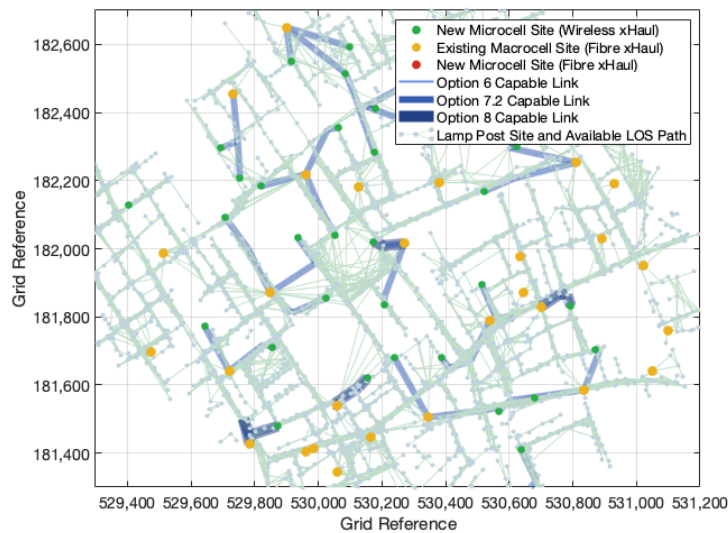 New Microcell Site (Wireless xHaul)
Existing Macrocell Site (Fibre xHaul)
New Microcell Site (Fibre xHaul)
Option 6 Capable Link
Option 7.2 Capable Link
Option 8 Capable Link
Lamp Post Site and Available LOS Path
182,600
182,400
182,200
182,000
181,800
181,600
181,400
Grid Reference
529,400 529,600 529,800 530,000 530,200 530,400 530,600 530,800 531,000 531,200
Grid Reference